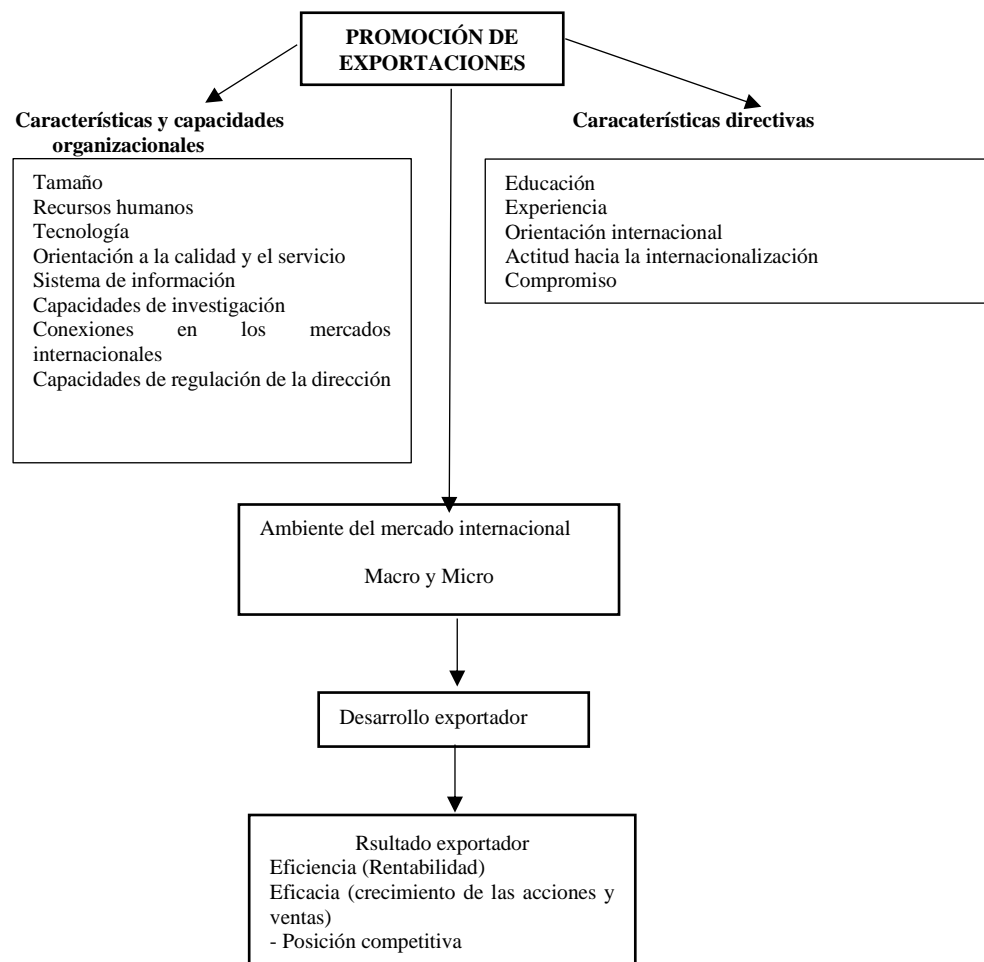 PROMOCIÓN DE
EXPORTACIONES
Características y capacidades
organizacionales
Tamaño
Recursos humanos
Tecnología
Orientación a la calidad y el servicio
Sistema de información
Capacidades de investigación
Conexiones en los mercados
internacionales
Capacidades de regulación de la dirección
Caracaterísticas directivas
Educación
Experiencia
Orientación internacional
Actitud hacia la internacionalización
Compromiso
Ambiente del mercado internacional
Macro y Micro
Desarrollo exportador
Rsultado exportador
Eficiencia (Rentabilidad)
Eficacia (crecimiento de las acciones y
ventas)
- Posición competitiva